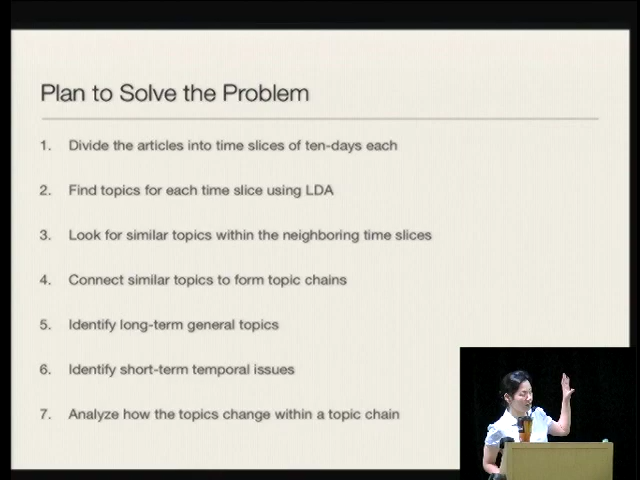 Plan to Solve the Problem
1. Divide the articles into time slices of ten-days each
2. Find topics for each time slice using LDA
3. Look for similar topics within the neighboring time slices
4. Connect similar topics to form topic chains
5. Identify long-term general topics
6. Identify short-term temporal issues
7. Analyze how the topics change within a topic chain